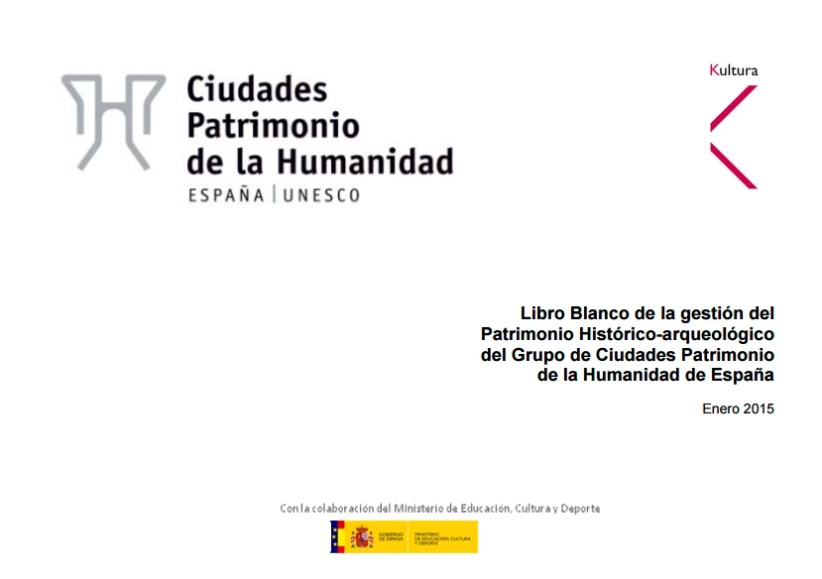 Ciudades
Patrimonio
de la Humanidad
ESPAÑA | UNESCO
Kultura
Libro Blanco de la gestión del
Patrimonio Histórico-arqueológico
del Grupo de Ciudades Patrimonio
de la Humanidad de España
Enero 2015
Con la colaboración del Ministerio de Educación, Cultura y Deporte
GOBIERNO
DE ESPAÑA
MINISTERIO
DE EDUCACIÓN, CULTURA
Y DEPORTE